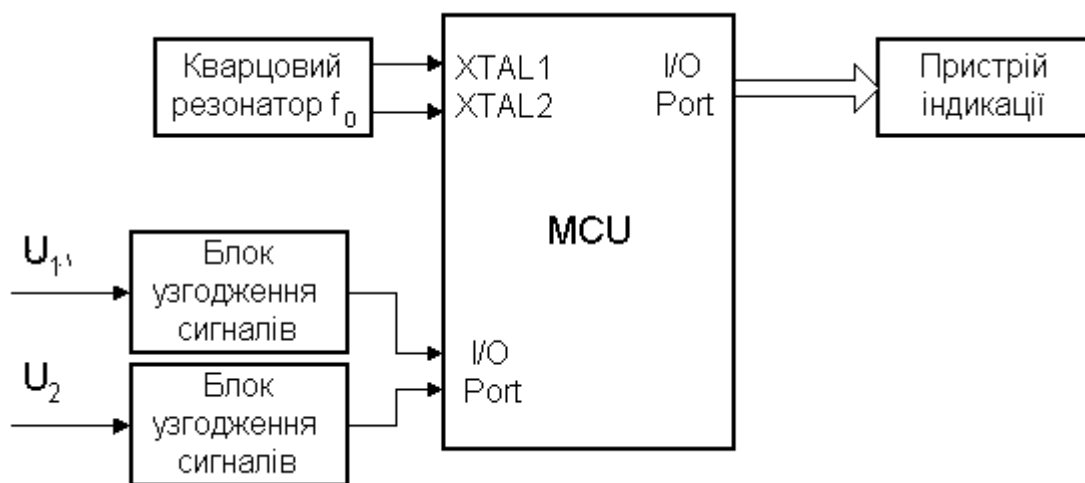 Кварцовий
резонатор f0
XTAL1
XTAL2
I/O
Port
Пристрій
індикації
MCU
U1,
Блок
узгодження
сигналів
I/O
Port
U2
Блок
узгодження
сигналів